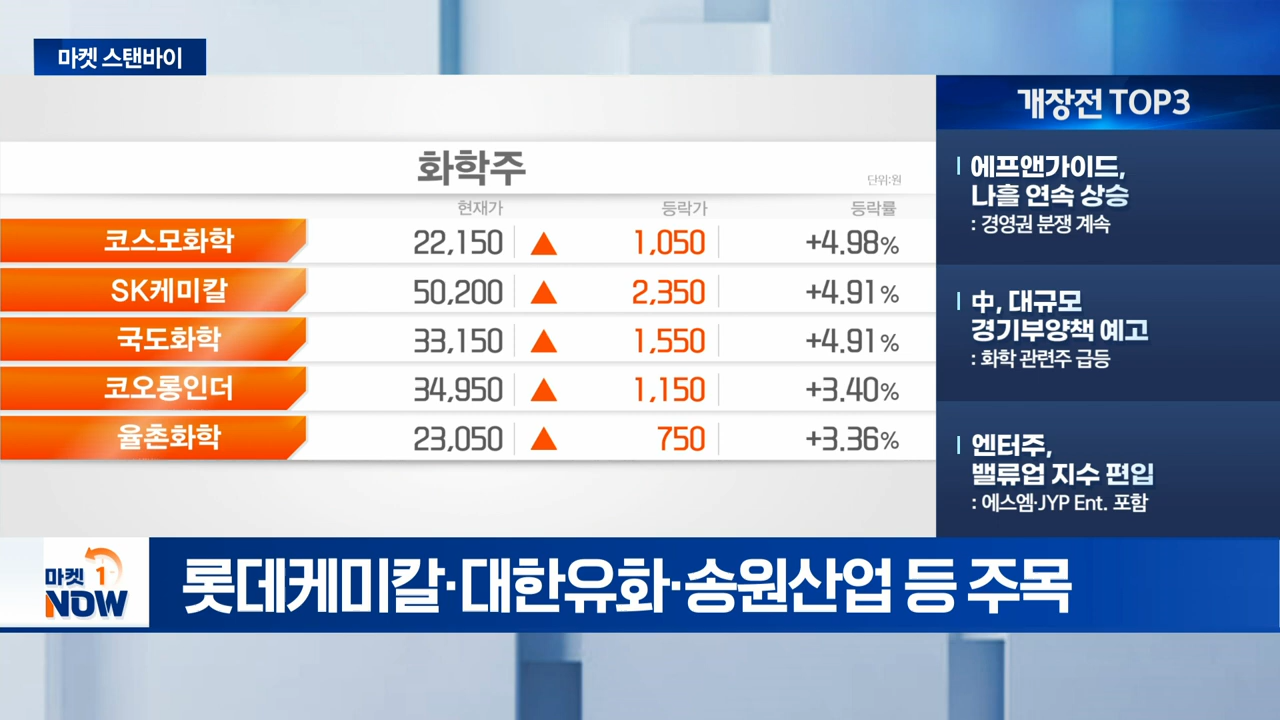 마켓 스탠바이
화학주
단위:원
현재가 등락가 등락률
코스모화학 22,150 ▲ 1,050 +4.98%
SK케미칼 50,200 ▲ 2,350 +4.91%
국도화학 33,150 ▲ 1,550 +4.91%
코오롱인더 34,950 ▲ 1,150 +3.40%
율촌화학 23,050 ▲ 750 +3.36%
개장전 TOP3
에프앤가이드,
나흘 연속 상승
: 경영권 분쟁 계속
中, 대규모
경기부양책 예고
: 화학 관련주 급등
엔터주,
밸류업 지수 편입
: 에스엠·JYP Ent. 포함
마켓 1
NOW
롯데케미칼·대한유화·송원산업 등 주목